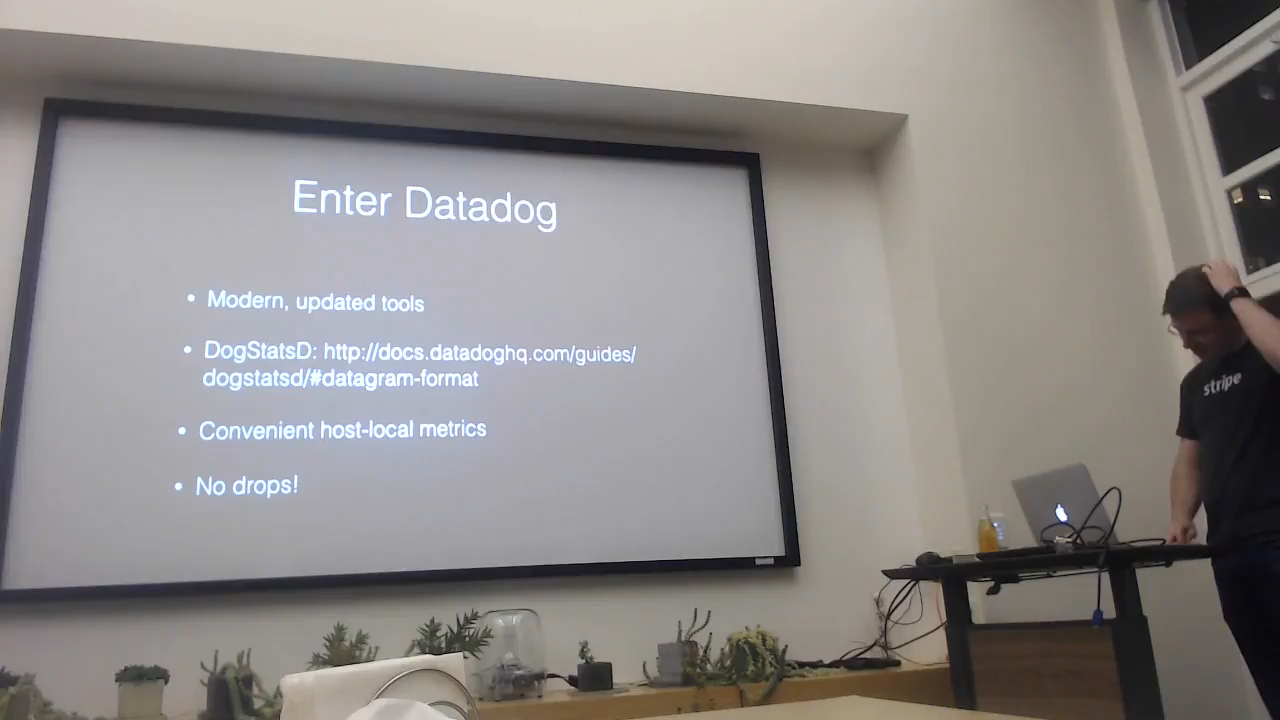 Enter Datadog
• Modern, updated tools
• DogStatsD: http://docs.datadoghq.com/guides/
dogstatsd/#datagram-format
• Convenient host-local metrics
• No drops!
stripe